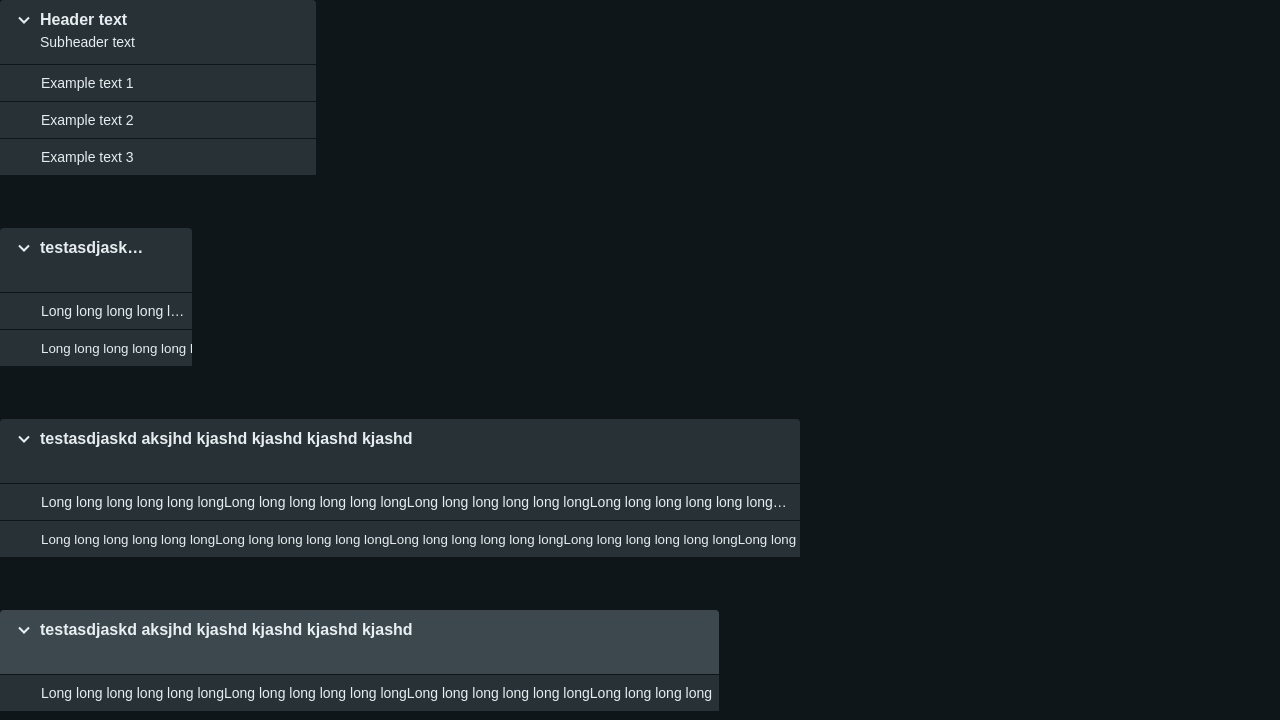 Header text
Subheader text
Example text 1
Example text 2
Example text 3
testasdjask…
Long long long long l…
Long long long long long l
testasdjaskd aksjhd kjashd kjashd kjashd kjashd
Long long long long long longLong long long long long longLong long long long long longLong long long long long long…
Long long long long long longLong long long long long longLong long long long long longLong long long long long longLong long
testasdjaskd aksjhd kjashd kjashd kjashd kjashd
Long long long long long longLong long long long long longLong long long long long longLong long long long